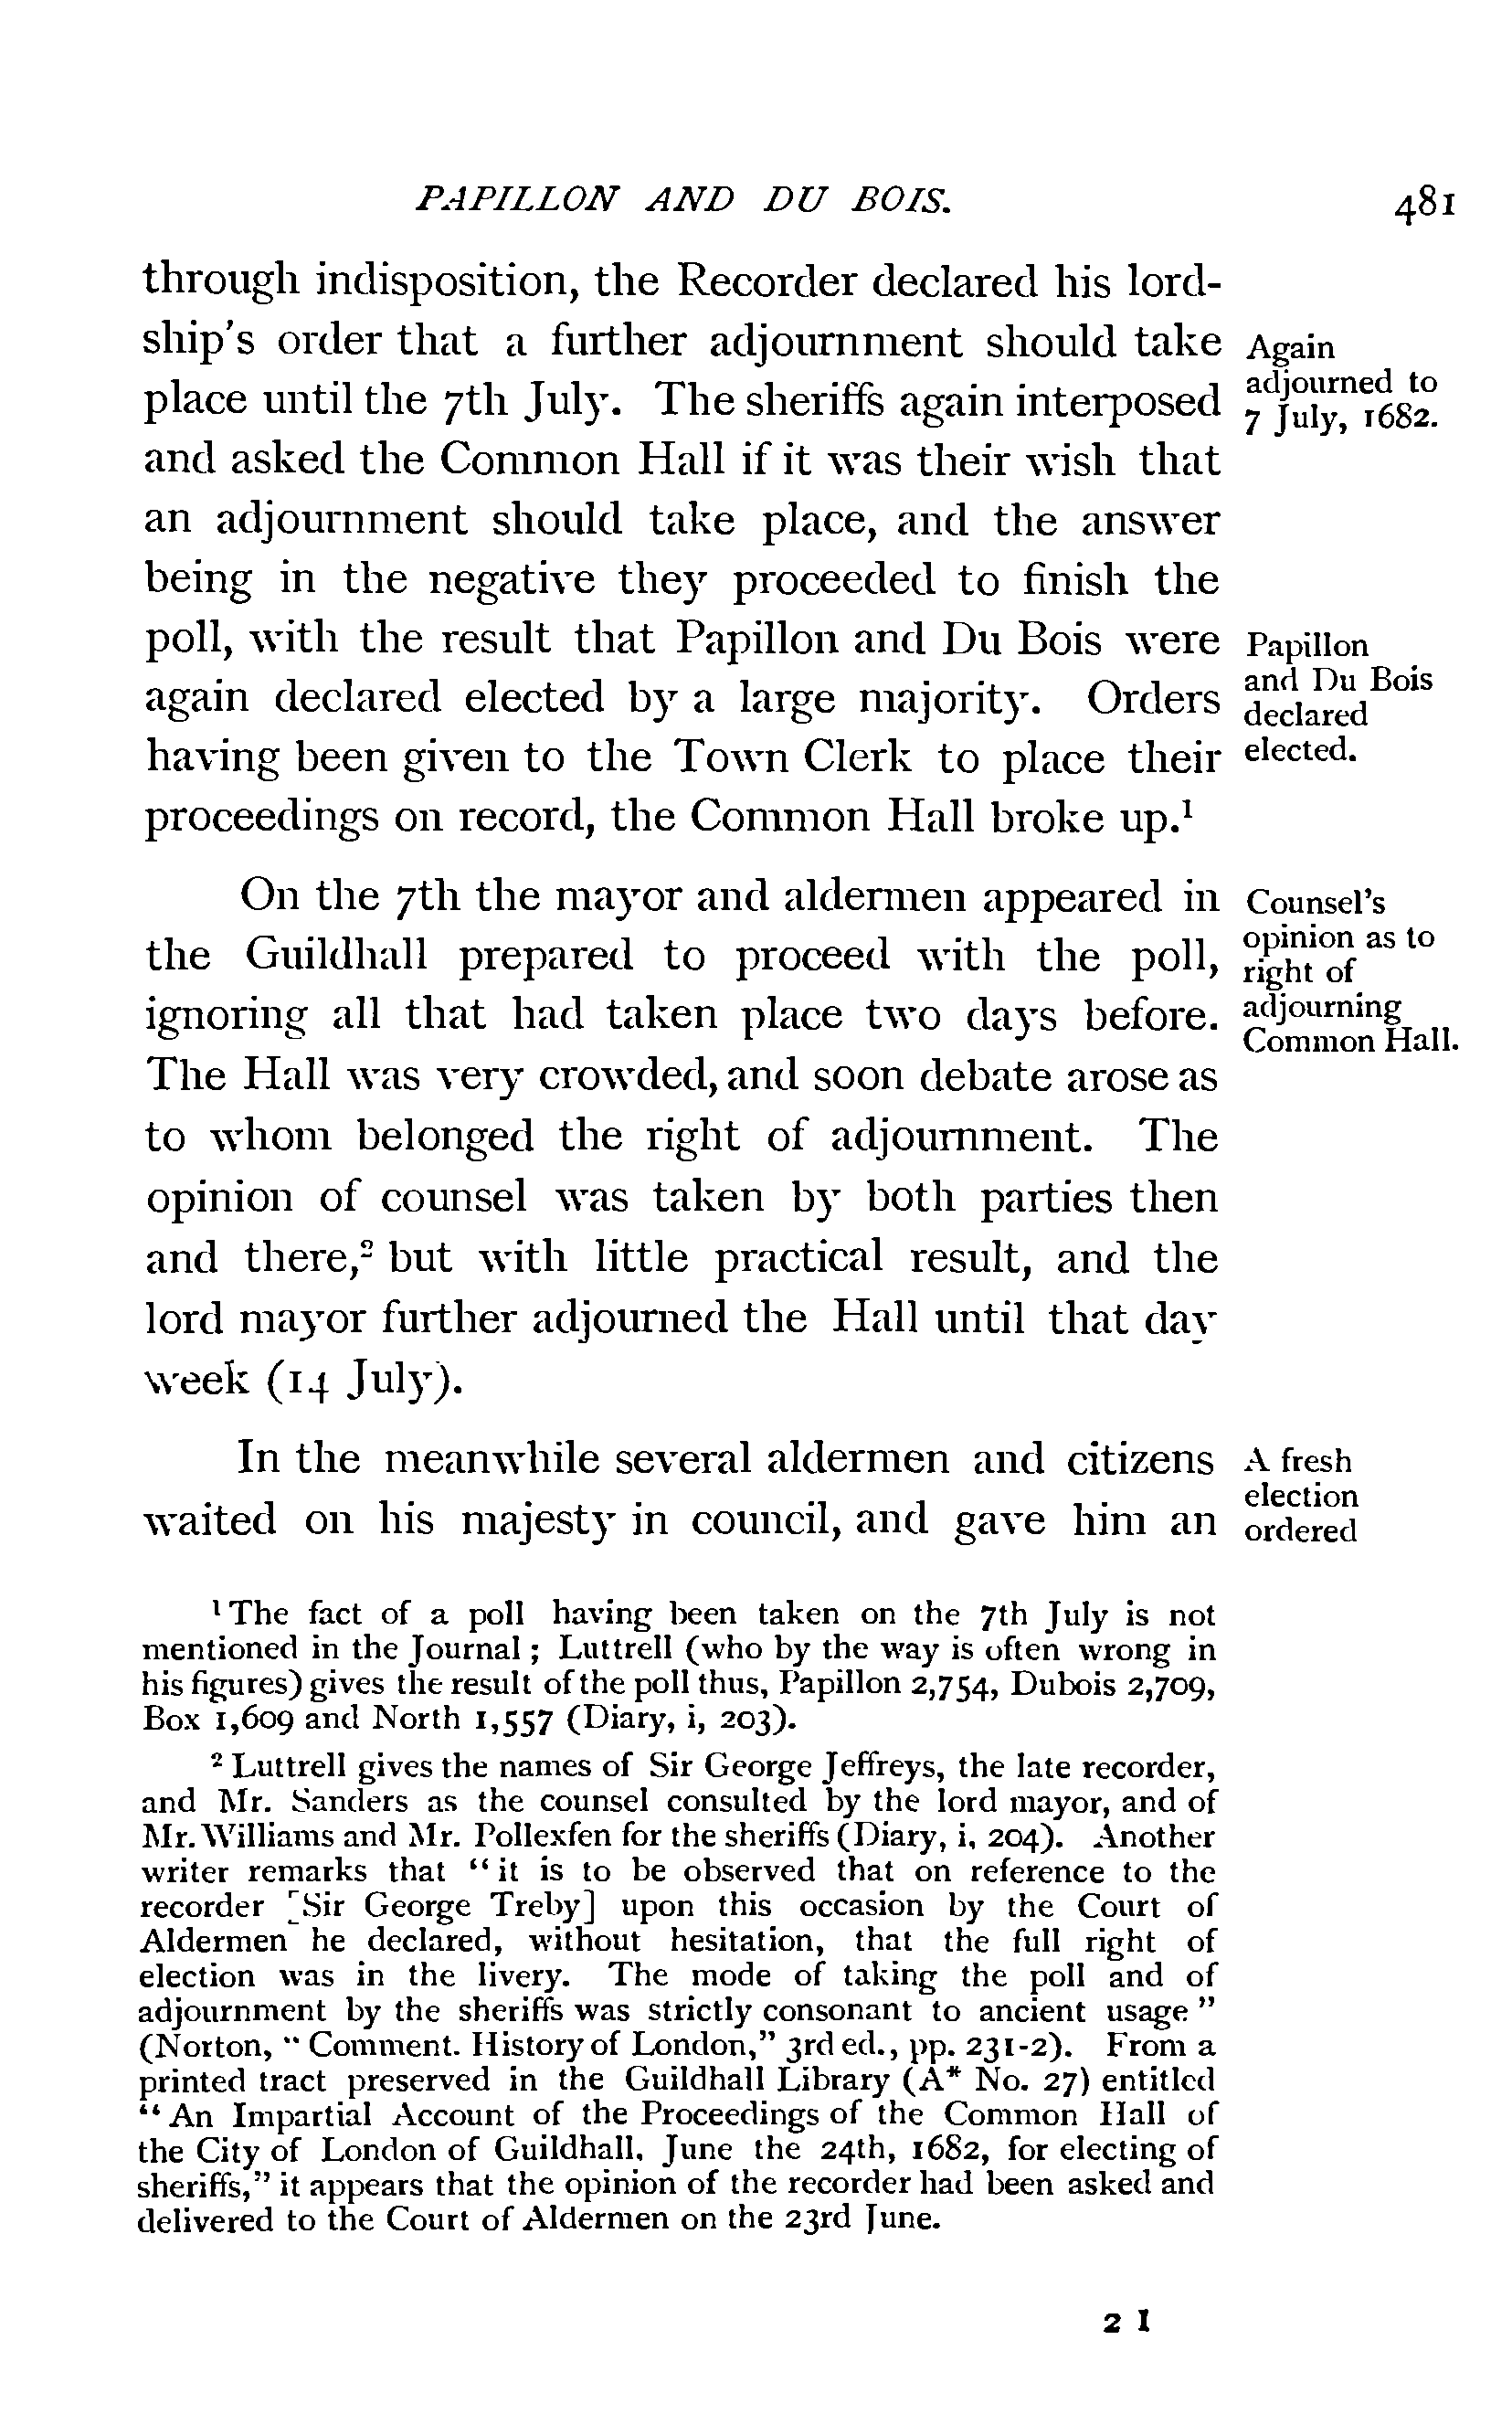 PAPILLON AND DU BOIS.
481
through indisposition, the Recorder declared his lord-
ship's order that a further adjournment should take
place until the 7th July. The sheriffs again interposed
and asked the Common Hall if it was their wish that
an adjournment should take place, and the answer
being in the negative they proceeded to finish the
poll, with the result that Papillon and Du Bois were
again declared elected by a large majority. Orders
having been given to the Town Clerk to place their
proceedings on record, the Common Hall broke up.¹
Again
adjourned to
7 July, 1682.
Papillon
and Du Bois
declared
elected.
On the 7th the mayor and aldermen appeared in
the Guildhall prepared to proceed with the poll,
ignoring all that had taken place two days before.
The Hall was very crowded, and soon debate arose as
to whom belonged the right of adjournment. The
opinion of counsel was taken by both parties then
and there,² but with little practical result, and the
lord mayor further adjourned the Hall until that day
week (14 July).
Counsel's
opinion as to
right of
adjourning
Common Hall.
In the meanwhile several aldermen and citizens
waited on his majesty in council, and gave him an
A fresh
election
ordered
¹ The fact of a poll having been taken on the 7th July is not
mentioned in the Journal; Luttrell (who by the way is often wrong in
his figures) gives the result of the poll thus, Papillon 2,754, Dubois 2,709,
Box 1,609 and North 1,557 (Diary, i, 203).
² Luttrell gives the names of Sir George Jeffreys, the late recorder,
and Mr. Sanders as the counsel consulted by the lord mayor, and of
Mr. Williams and Mr. Pollexfen for the sheriffs (Diary, i, 204). Another
writer remarks that "it is to be observed that on reference to the
recorder [Sir George Treby] upon this occasion by the Court of
Aldermen he declared, without hesitation, that the full right of
election was in the livery. The mode of taking the poll and of
adjournment by the sheriffs was strictly consonant to ancient usage"
(Norton, "Comment. History of London," 3rd ed., pp. 231-2). From a
printed tract preserved in the Guildhall Library (A* No. 27) entitled
"An Impartial Account of the Proceedings of the Common Hall of
the City of London of Guildhall, June the 24th, 1682, for electing of
sheriffs," it appears that the opinion of the recorder had been asked and
delivered to the Court of Aldermen on the 23rd June.
2 I